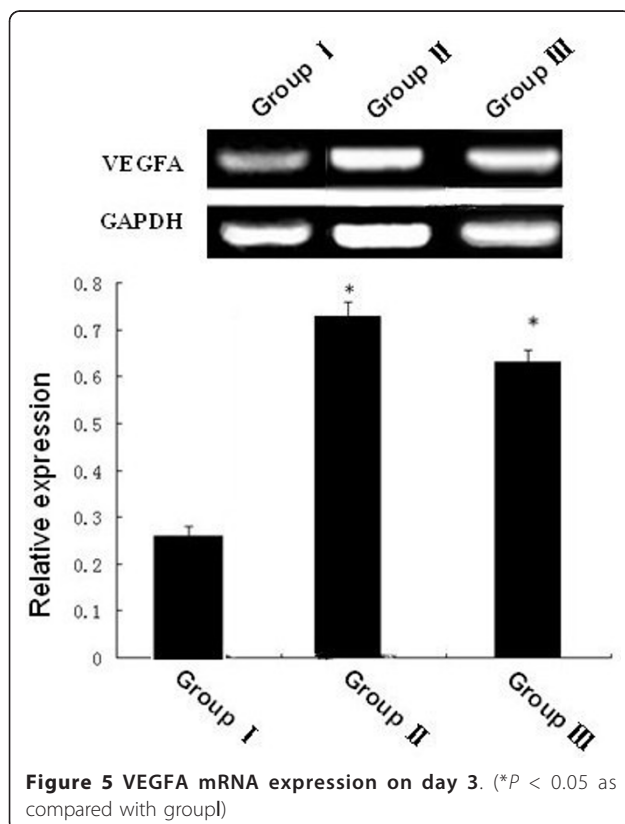 Group Ⅰ Group Ⅱ Group Ⅲ
VEGFA
GAPDH
0.8
0.7
0.6
0.5
0.4
0.3
0.2
0.1
0
* *
Relative expression
Group Ⅰ Group Ⅱ Group Ⅲ
Figure 5 VEGFA mRNA expression on day 3. (*P < 0.05 as
compared with groupI)